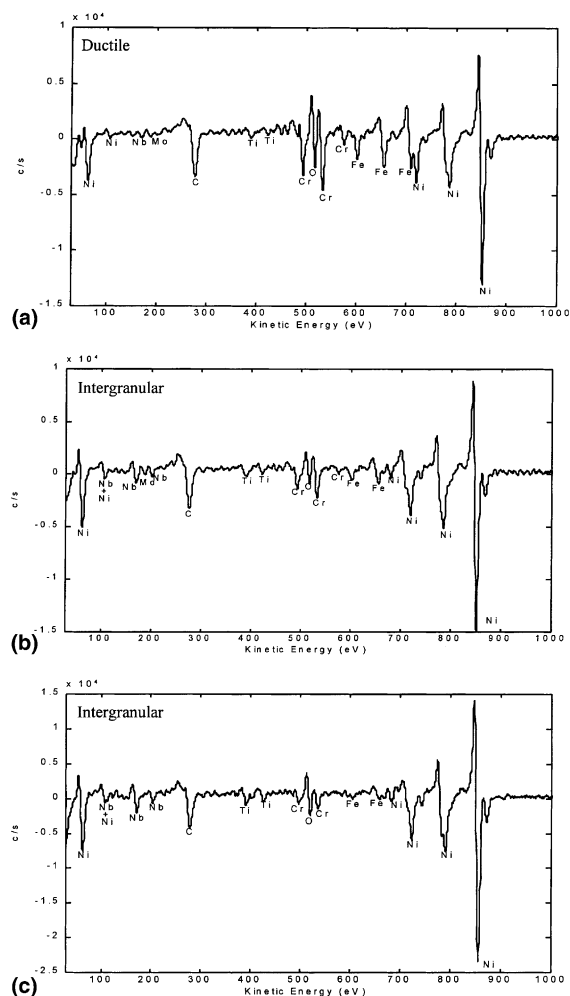 x 10⁴
1
Ductile
0.5
0
Ni Nb Mo Ti Ti Cr
Fe Fe Fe
Ni C Cr O Ni Ni
Cr
-0.5
c/s
-1
Ni
-1.5
100 200 300 400 500 600 700 800 900 1000
Kinetic Energy (eV)
(a)
x 10⁴
1
Intergranular
0.5
0
Nb Nb Mo Nb Ti Ti Cr O Cr Fe Fe Ni
+
Ni
Ni C Cr Ni Ni
-0.5
c/s
-1
Ni
-1.5
100 200 300 400 500 600 700 800 900 1000
Kinetic Energy (eV)
(b)
x 10⁴
1.5
Intergranular
1
0.5
0
Nb Nb Nb Ti Ti Cr O Cr Fe Fe Ni
+
Ni
Ni C Ni Ni
-0.5
c/s
-1
-1.5
-2
Ni
-2.5
100 200 300 400 500 600 700 800 900 1000
Kinetic Energy (eV)
(c)